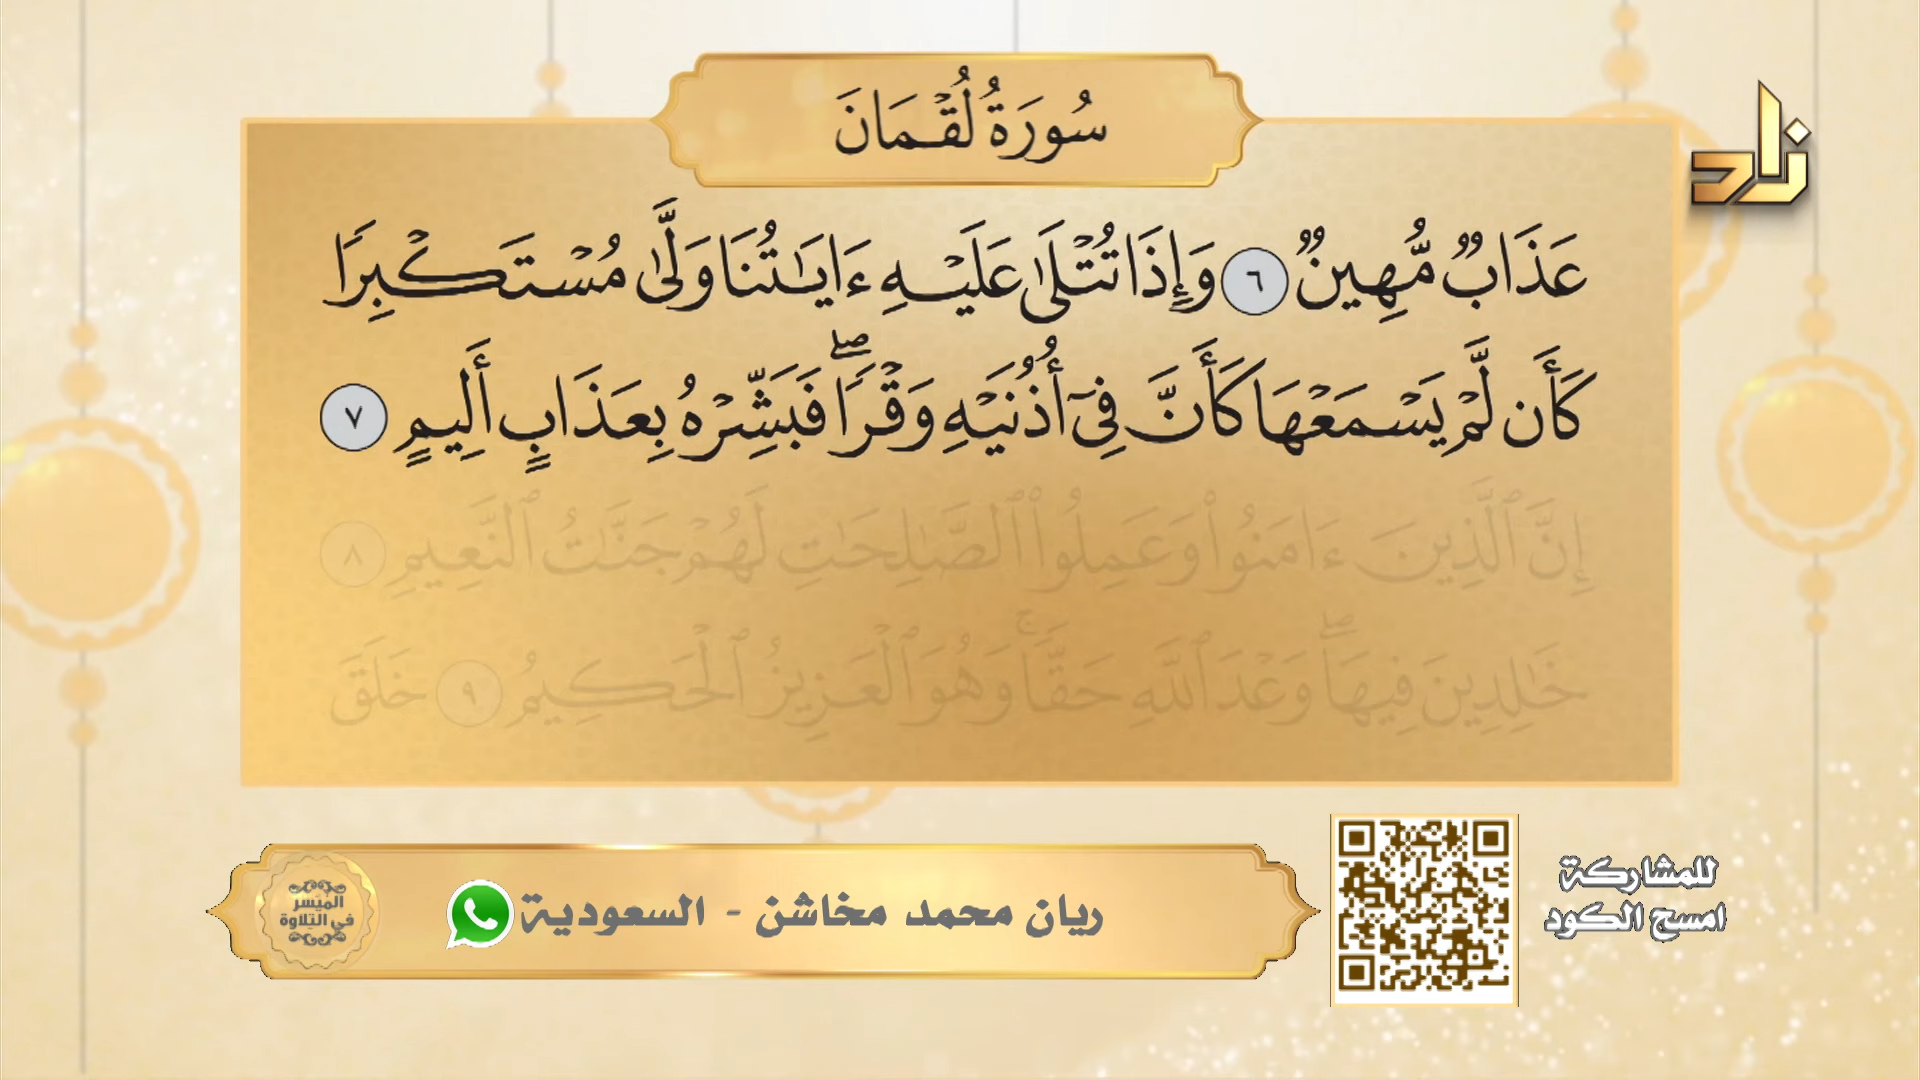 سُورَةُ لُقْمَانَ
زاد
عَذَابٌ مُّهِينٌ ٦ وَإِذَا تُتْلَىٰ عَلَيْهِ ءَايَـٰتُنَا وَلَّىٰ مُسْتَكْبِرًا
كَأَن لَّمْ يَسْمَعْهَا كَأَنَّ فِىٓ أُذُنَيْهِ وَقْرًا ۖ فَبَشِّرْهُ بِعَذَابٍ أَلِيمٍ ٧
إِنَّ ٱلَّذِينَ ءَامَنُوا۟ وَعَمِلُوا۟ ٱلصَّـٰلِحَـٰتِ لَهُمْ جَنَّـٰتُ ٱلنَّعِيمِ ٨
خَـٰلِدِينَ فِيهَا ۖ وَعْدَ ٱللَّهِ حَقًّا ۚ وَهُوَ ٱلْعَزِيزُ ٱلْحَكِيمُ ٩ خَلَقَ
للمشاركة
امسح الكود
ريان محمد مخاشن - السعودية
الميسر
في التلاوة